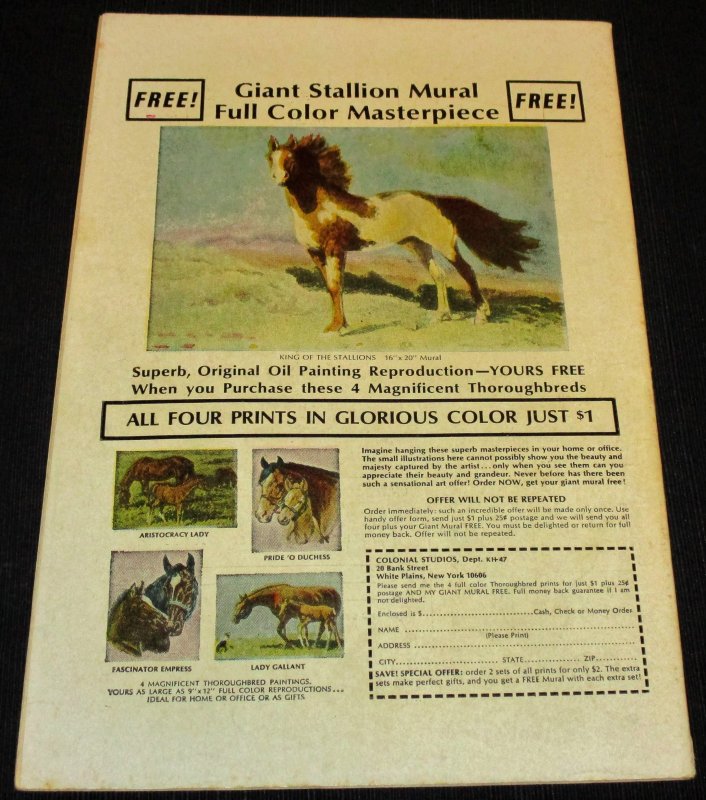 FREE!
Giant Stallion Mural
Full Color Masterpiece
FREE!
KING OF THE STALLIONS 16"x 20" Mural
Superb, Original Oil Painting Reproduction—YOURS FREE
When you Purchase these 4 Magnificent Thoroughbreds
ALL FOUR PRINTS IN GLORIOUS COLOR JUST $1
ARISTOCRACY LADY
PRIDE 'O DUCHESS
FASCINATOR EMPRESS
LADY GALLANT
4 MAGNIFICENT THOROUGHBRED PAINTINGS.
YOURS AS LARGE AS 9"x12" FULL COLOR REPRODUCTIONS...
IDEAL FOR HOME OR OFFICE OR AS GIFTS.
Imagine hanging these superb masterpieces in your home or office.
The small illustrations here cannot possibly show you the beauty and
majesty captured by the artist...only when you see them can you
appreciate their beauty and grandeur. Never before has there been
such a sensational art offer! Order NOW, get your giant mural free!
OFFER WILL NOT BE REPEATED
Order immediately: such an incredible offer will be made only once. Use
handy offer form, send just $1 plus 25¢ postage and we will send you all
four plus your Giant Mural FREE. You must be delighted or return for full
money back. Offer will not be repeated.
COLONIAL STUDIOS, Dept. KH-47
20 Bank Street
White Plains, New York 10606
Please send me the 4 full color Thoroughbred prints for just $1 plus 25¢
postage AND MY GIANT MURAL FREE. Full money back guarantee if I am
not delighted.
Enclosed is $..............................Cash, Check or Money Order
NAME ..............................
(Please Print)
ADDRESS ..............................
CITY..............................STATE...............ZIP...............
SAVE! SPECIAL OFFER: order 2 sets of all prints for only $2. The extra
sets make perfect gifts, and you get a FREE Mural with each extra set!